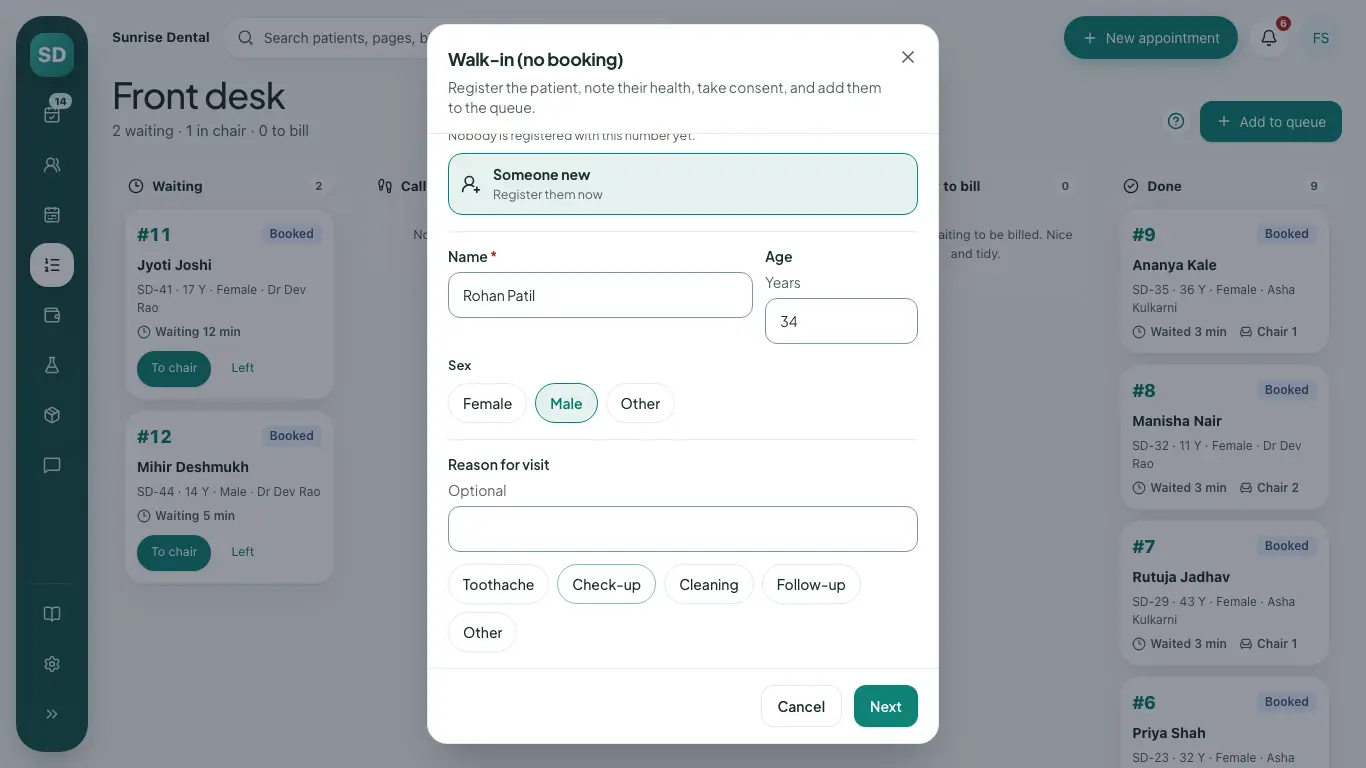 SD
Sunrise Dental
Search patients, pages, b
New appointment
6
FS
14
Front desk
2 waiting · 1 in chair · 0 to bill
Add to queue
Waiting
2
Call
to bill
0
Done
9
#11
Booked
Jyoti Joshi
SD-41 · 17 Y · Female · Dr Dev
Rao
Waiting 12 min
To chair
Left
#12
Booked
Mihir Deshmukh
SD-44 · 14 Y · Male · Dr Dev Rao
Waiting 5 min
To chair
Left
No
Walk-in (no booking)
Register the patient, note their health, take consent, and add them
to the queue.
Nobody is registered with this number yet.
Someone new
Register them now
Name *
Rohan Patil
Age
Years
34
Sex
Female
Male
Other
Reason for visit
Optional
Toothache
Check-up
Cleaning
Follow-up
Other
Cancel
Next
aiting to be billed. Nice
and tidy.
#9
Booked
Ananya Kale
SD-35 · 36 Y · Female · Asha
Kulkarni
Waited 3 min
Chair 1
#8
Booked
Manisha Nair
SD-32 · 11 Y · Female · Dr Dev
Rao
Waited 3 min
Chair 2
#7
Booked
Rutuja Jadhav
SD-29 · 43 Y · Female · Asha
Kulkarni
Waited 3 min
Chair 1
#6
Booked
Priya Shah
SD-23 · 32 Y · Female · Asha